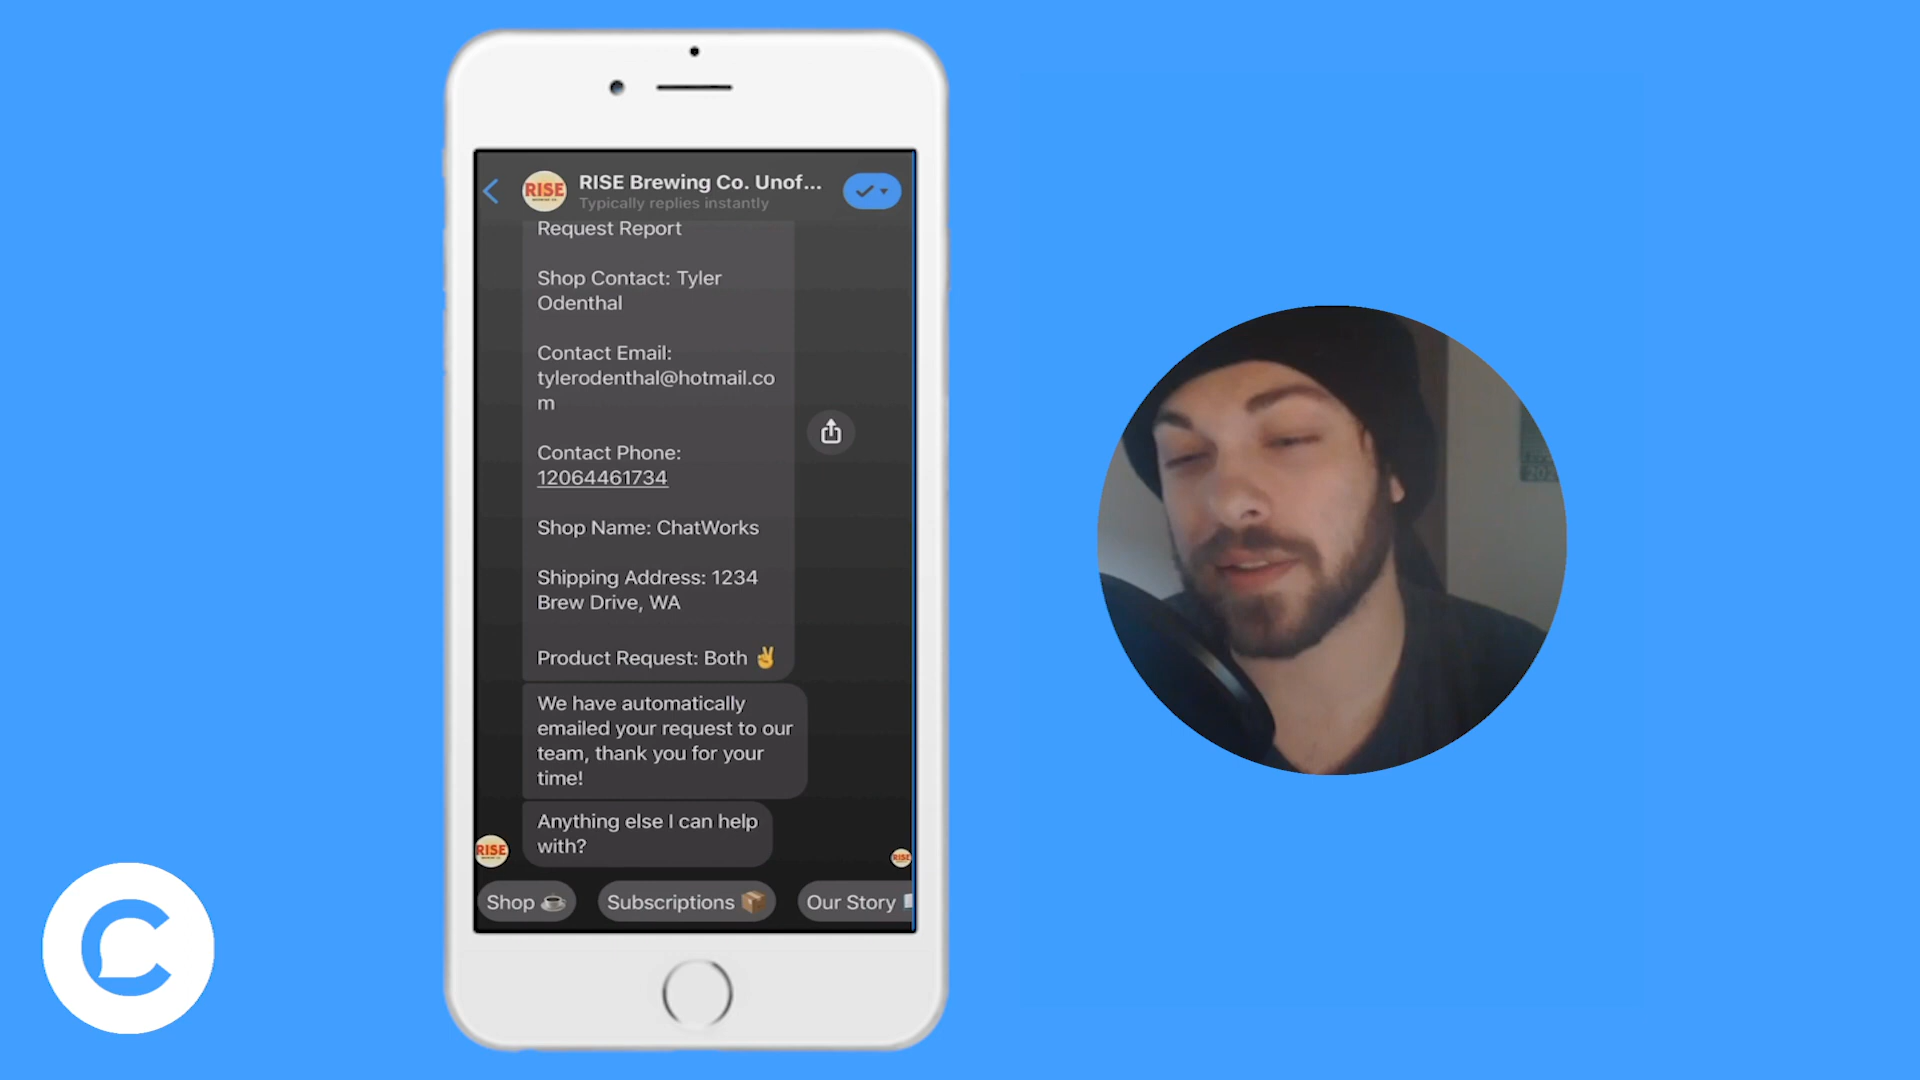 RISE
RISE Brewing Co. Unof...
Typically replies instantly
Request Report
Shop Contact: Tyler
Odenthal
Contact Email:
tylerodenthal@hotmail.co
m
Contact Phone:
12064461734
Shop Name: ChatWorks
Shipping Address: 1234
Brew Drive, WA
Product Request: Both ✌️
We have automatically
emailed your request to our
team, thank you for your
time!
Anything else I can help
with?
RISE
RISE
Shop ☕
Subscriptions 📦
Our Story